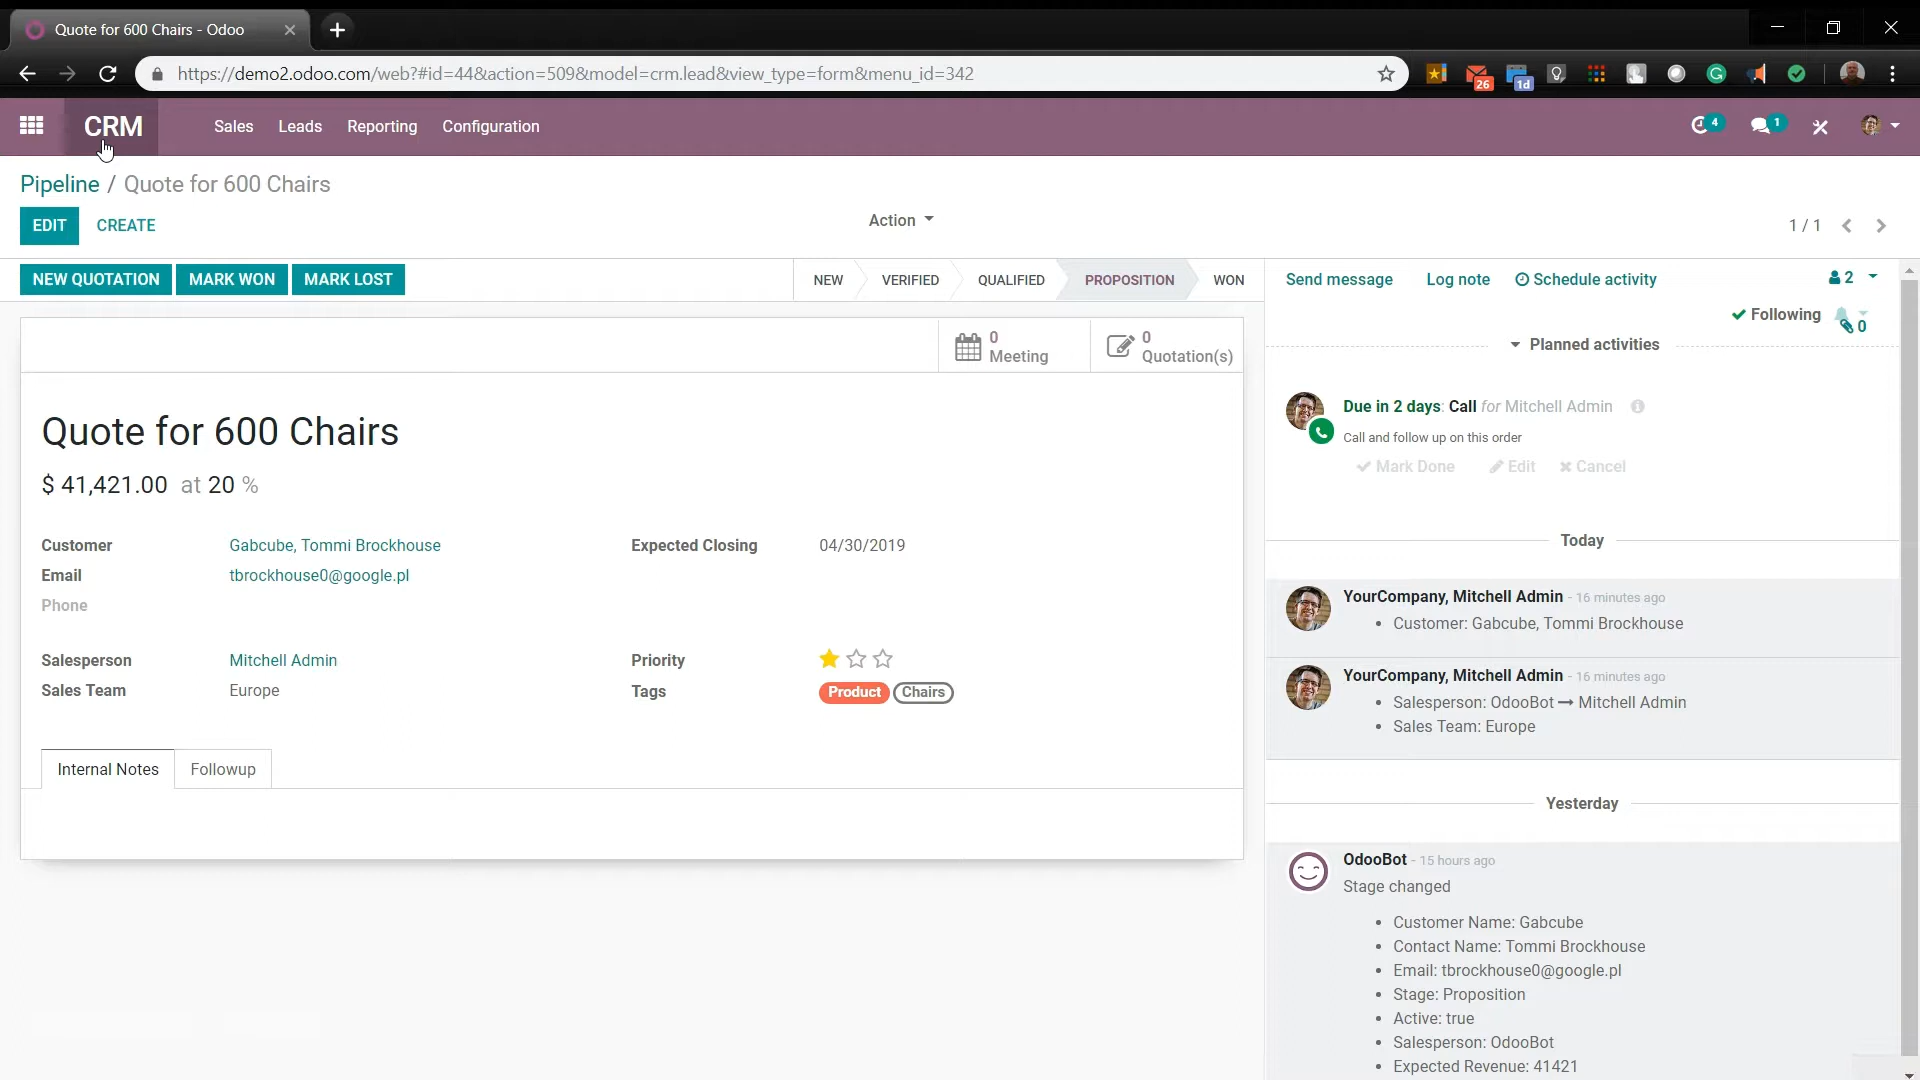 Quote for 600 Chairs - Odoo
https://demo2.odoo.com/web?#id=44&action=509&model=crm.lead&view_type=form&menu_id=342
26
1d
CRM
Sales Leads Reporting Configuration
4
1
Pipeline / Quote for 600 Chairs
EDIT CREATE
Action
1 / 1
NEW QUOTATION MARK WON MARK LOST
NEW VERIFIED QUALIFIED PROPOSITION WON
0
Meeting
0
Quotation(s)
Quote for 600 Chairs
$ 41,421.00 at 20 %
Customer Gabcube, Tommi Brockhouse
Email tbrockhouse0@google.pl
Phone
Expected Closing 04/30/2019
Salesperson Mitchell Admin
Sales Team Europe
Priority
Tags Product Chairs
Internal Notes Followup
Send message Log note Schedule activity
2
Following
0
Planned activities
Due in 2 days: Call for Mitchell Admin
Call and follow up on this order
Mark Done Edit Cancel
Today
YourCompany, Mitchell Admin - 16 minutes ago
• Customer: Gabcube, Tommi Brockhouse
YourCompany, Mitchell Admin - 16 minutes ago
• Salesperson: OdooBot → Mitchell Admin
• Sales Team: Europe
Yesterday
OdooBot - 15 hours ago
Stage changed
• Customer Name: Gabcube
• Contact Name: Tommi Brockhouse
• Email: tbrockhouse0@google.pl
• Stage: Proposition
• Active: true
• Salesperson: OdooBot
• Expected Revenue: 41421